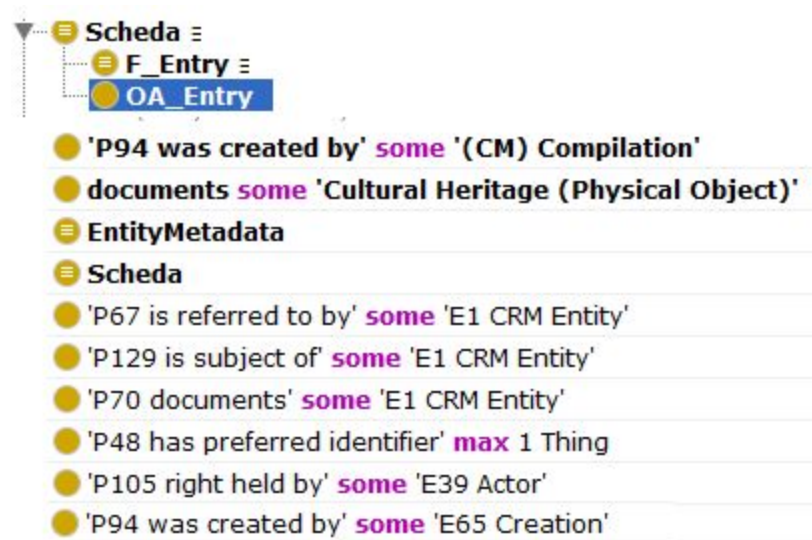 Scheda ≡
F_Entry ≡
OA_Entry
'P94 was created by' some '(CM) Compilation'
documents some 'Cultural Heritage (Physical Object)'
EntityMetadata
Scheda
'P67 is referred to by' some 'E1 CRM Entity'
'P129 is subject of' some 'E1 CRM Entity'
'P70 documents' some 'E1 CRM Entity'
'P48 has preferred identifier' max 1 Thing
'P105 right held by' some 'E39 Actor'
'P94 was created by' some 'E65 Creation'